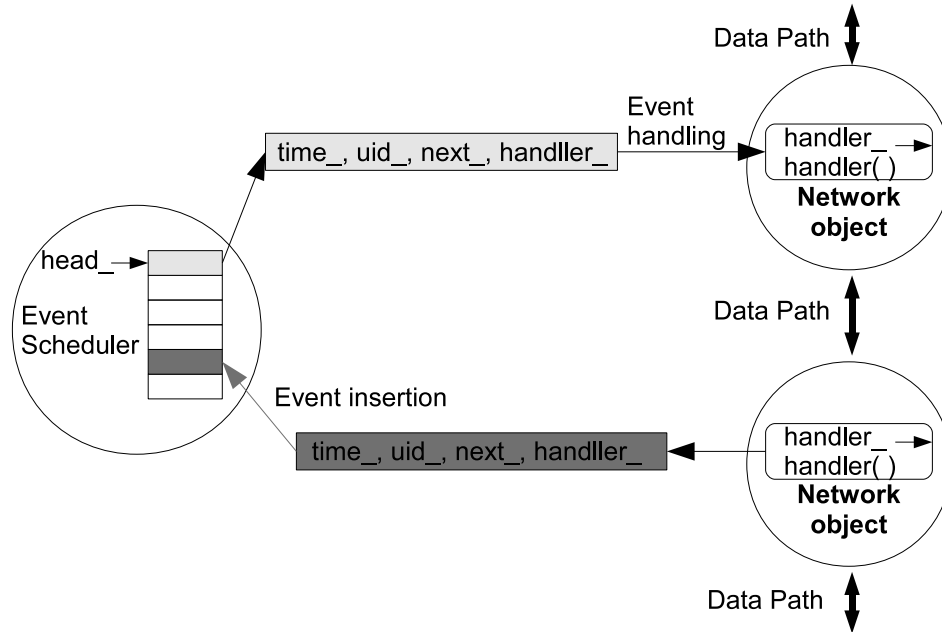 Data Path
Event
handling
time_, uid_, next_, handller_
handler_
handler( )
Network
object
head_
Event
Scheduler
Data Path
Event insertion
time_, uid_, next_, handller_
handler_
handler( )
Network
object
Data Path